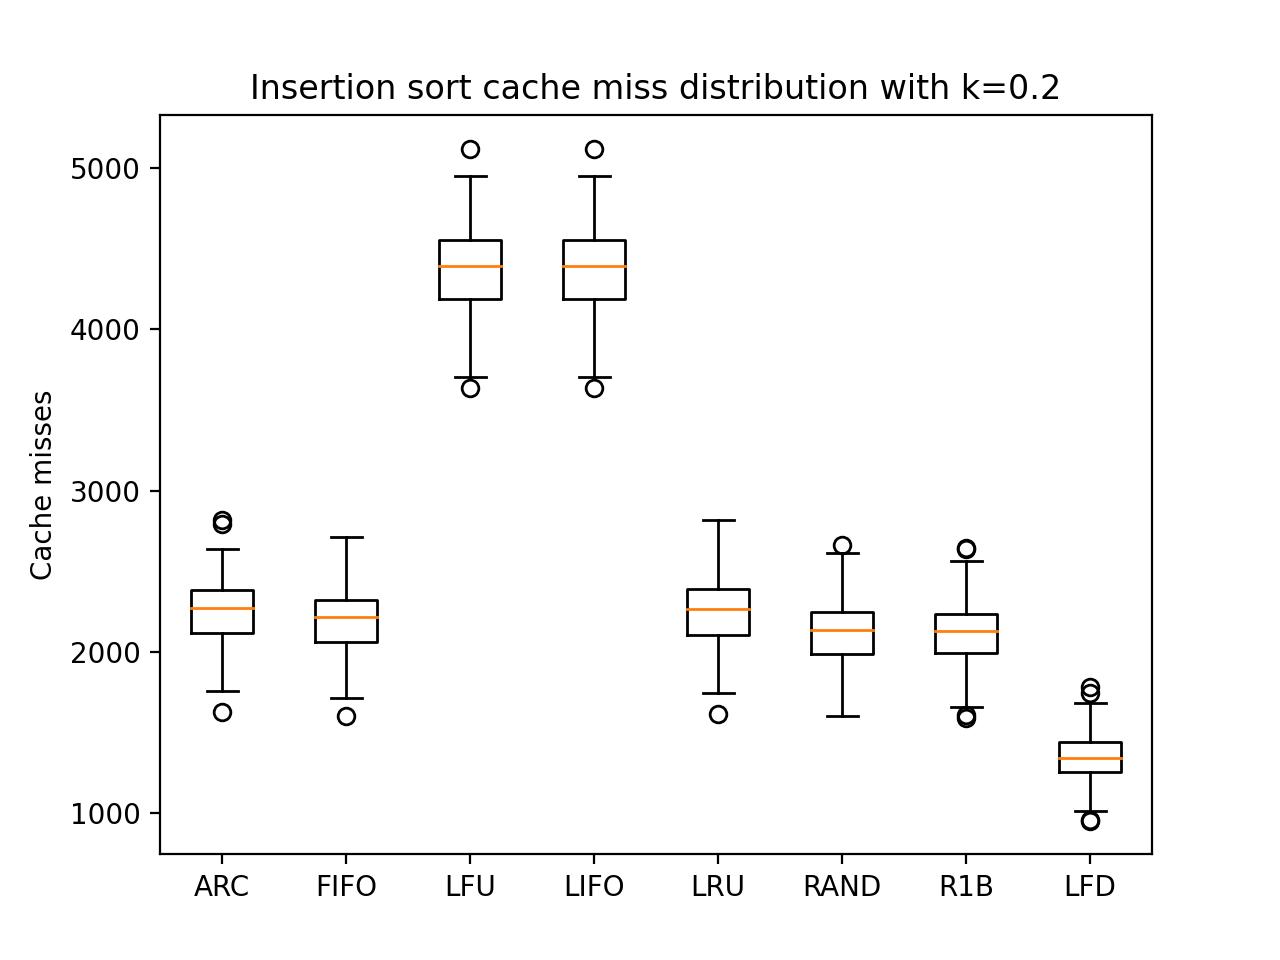 Insertion sort cache miss distribution with k=0.2
Cache misses
5000
4000
3000
2000
1000
ARC FIFO LFU LIFO LRU RAND R1B LFD